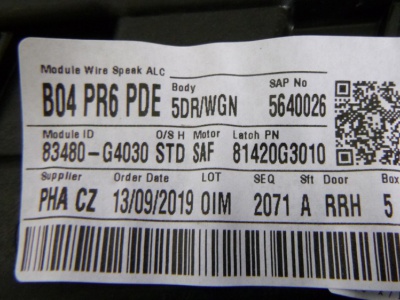 Module Wire Speak ALC Body SAP No
B04 PR6 PDE 5DR/WGN 5640026
Module ID O/S H Motor Latch PN
83480-G4030 STD SAF 81420G3010
Supplier Order Date LOT SEQ Sft Door Box
PHA CZ 13/09/2019 OIM 2071 A RRH 5